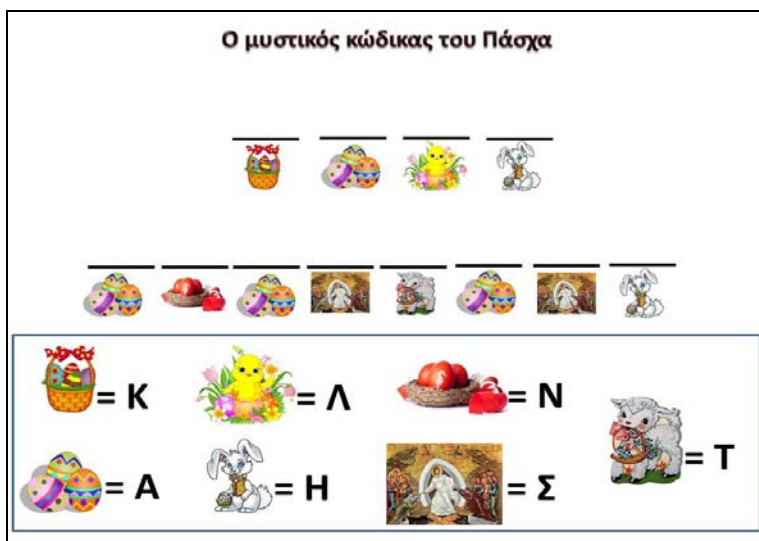 Ο μυστικός κώδικας του Πάσχα
= Κ = Λ = Ν
= Τ
= Α = Η = Σ